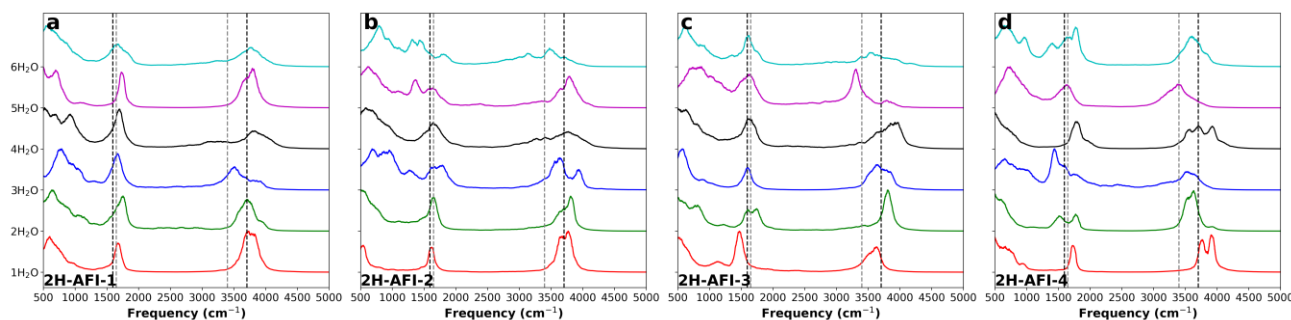 a
6H₂O
5H₂O
4H₂O
3H₂O
2H₂O
1H₂O
2H-AFI-1
500 1000 1500 2000 2500 3000 3500 4000 4500 5000
Frequency (cm⁻¹)
b
2H-AFI-2
500 1000 1500 2000 2500 3000 3500 4000 4500 5000
Frequency (cm⁻¹)
c
2H-AFI-3
500 1000 1500 2000 2500 3000 3500 4000 4500 5000
Frequency (cm⁻¹)
d
2H-AFI-4
500 1000 1500 2000 2500 3000 3500 4000 4500 5000
Frequency (cm⁻¹)